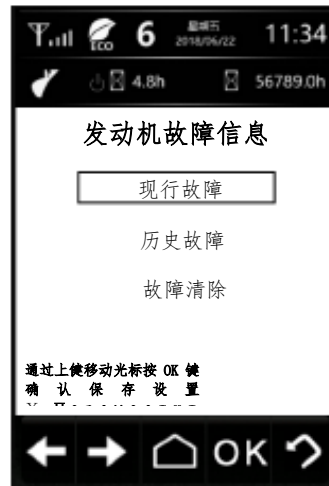 ECO 6 星期五 11:34
2018/06/22
4.8h 56789.0h
发动机故障信息
现行故障
历史故障
故障清除
通过上键移动光标按 OK 键
确 认 保 存 设 置
OK